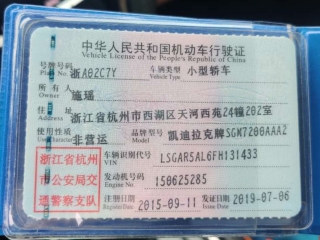 中华人民共和国机动车行驶证
Vehicle License of the People's Republic of China
号牌号码 浙A02C7Y 车辆类型 小型轿车
Vehicle Type
所有人 施瑶
Owner
住址 浙江省杭州市西湖区天河西苑24幢202室
Address
使用性质 非营运 品牌型号 凯迪拉克牌SGM7200AAA2
浙江省杭州市公安局交通警察支队
车辆识别代号 LSGAR5AL6FH131433
VIN
发动机号码 150625285
Engine No.
注册日期 2015-09-11 发证日期 2019-07-06
Register Date Issue Date